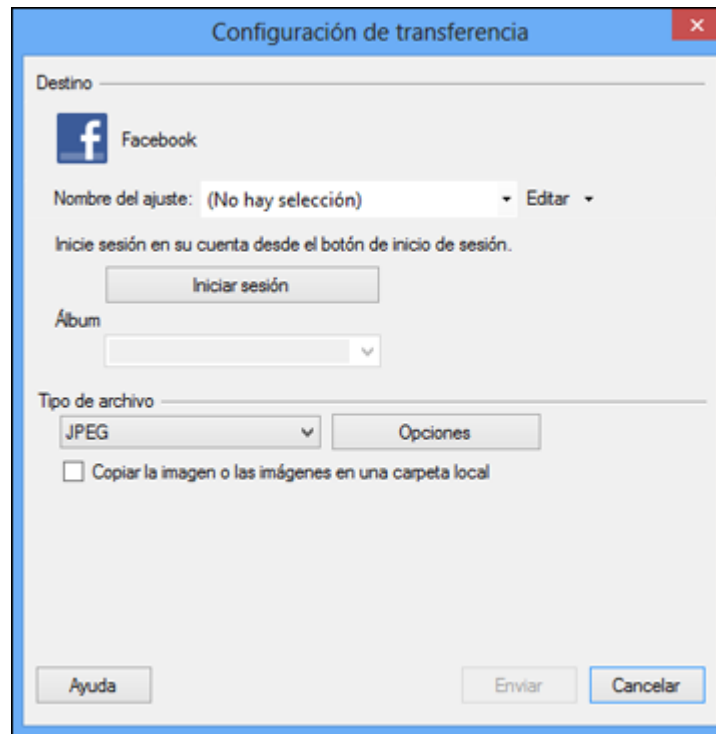 Configuración de transferencia
Destino
Facebook
Nombre del ajuste: (No hay selección) Editar
Inicie sesión en su cuenta desde el botón de inicio de sesión.
Iniciar sesión
Álbum
Tipo de archivo
JPEG Opciones
Copiar la imagen o las imágenes en una carpeta local
Ayuda Enviar Cancelar